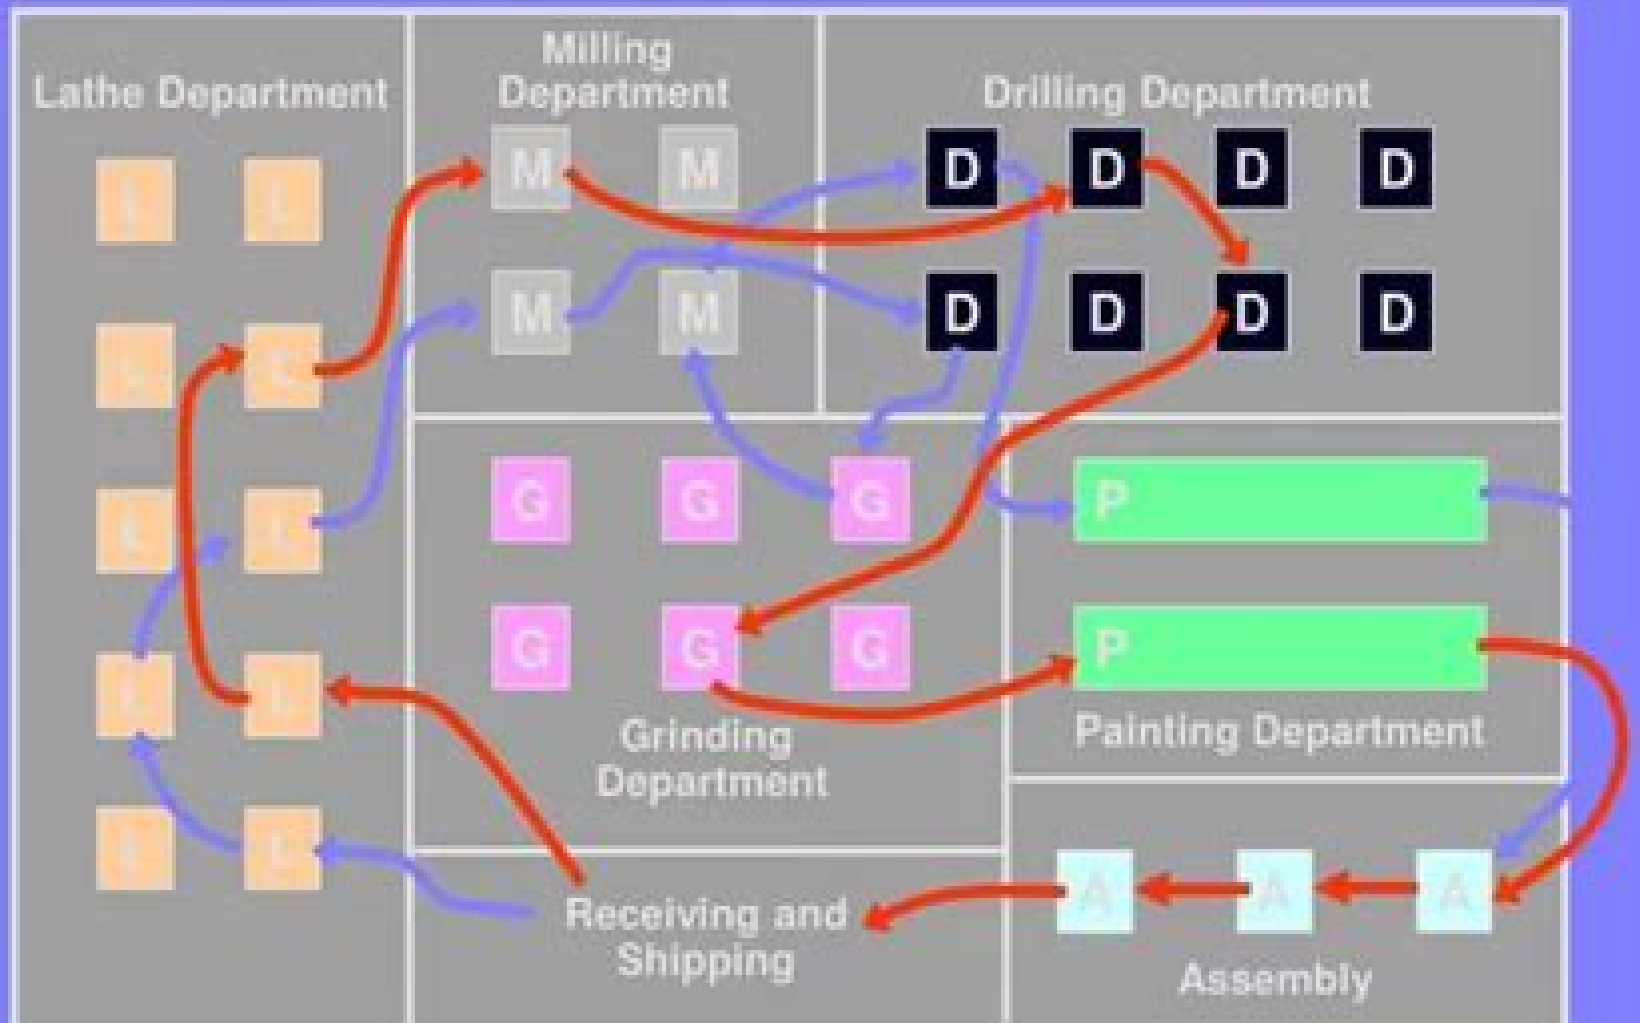 Milling
Lathe Department
Department
Drilling Department
M M
D D D D
L L
M M
D D D D
L L
G G G
P
L L
G G G
P
L L
Grinding
Department
Painting Department
L L
A A A
Receiving and
Shipping
Assembly